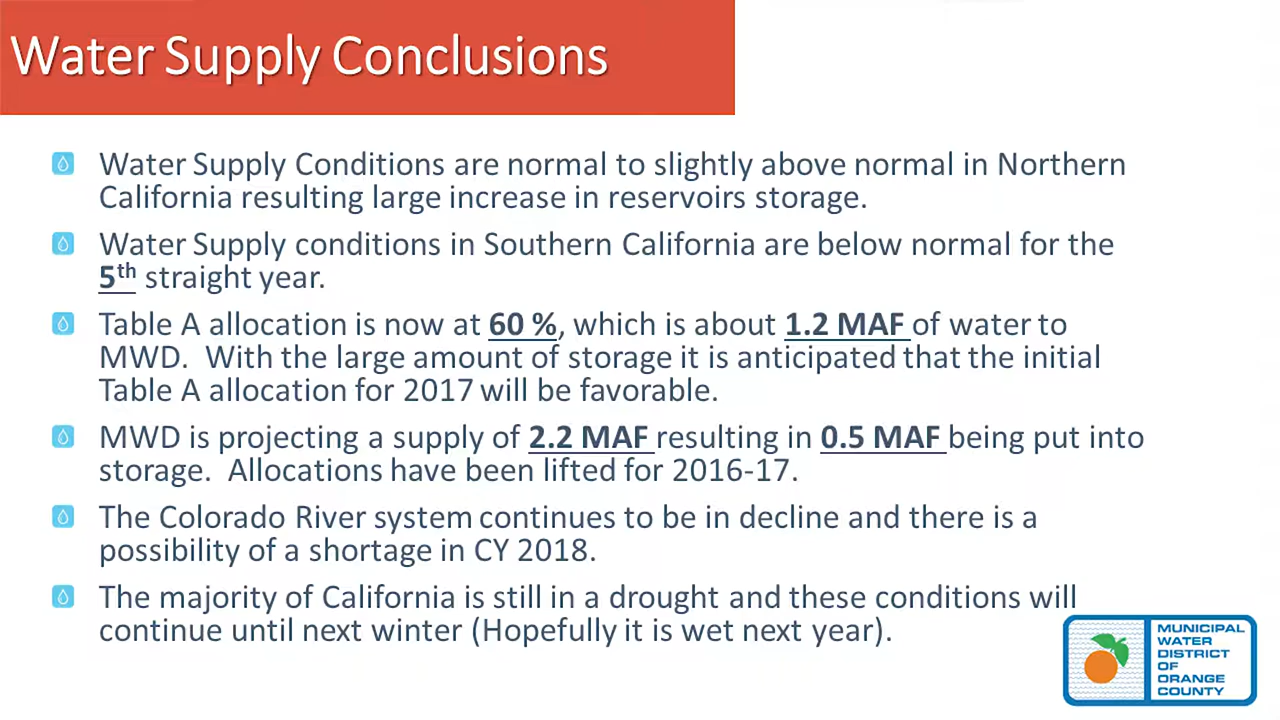 Water Supply Conclusions
Water Supply Conditions are normal to slightly above normal in Northern
California resulting large increase in reservoirs storage.
Water Supply conditions in Southern California are below normal for the
5th straight year.
Table A allocation is now at 60 %, which is about 1.2 MAF of water to
MWD.  With the large amount of storage it is anticipated that the initial
Table A allocation for 2017 will be favorable.
MWD is projecting a supply of 2.2 MAF resulting in 0.5 MAF being put into
storage.  Allocations have been lifted for 2016-17.
The Colorado River system continues to be in decline and there is a
possibility of a shortage in CY 2018.
The majority of California is still in a drought and these conditions will
continue until next winter (Hopefully it is wet next year).
MUNICIPAL
WATER
DISTRICT
OF
ORANGE
COUNTY